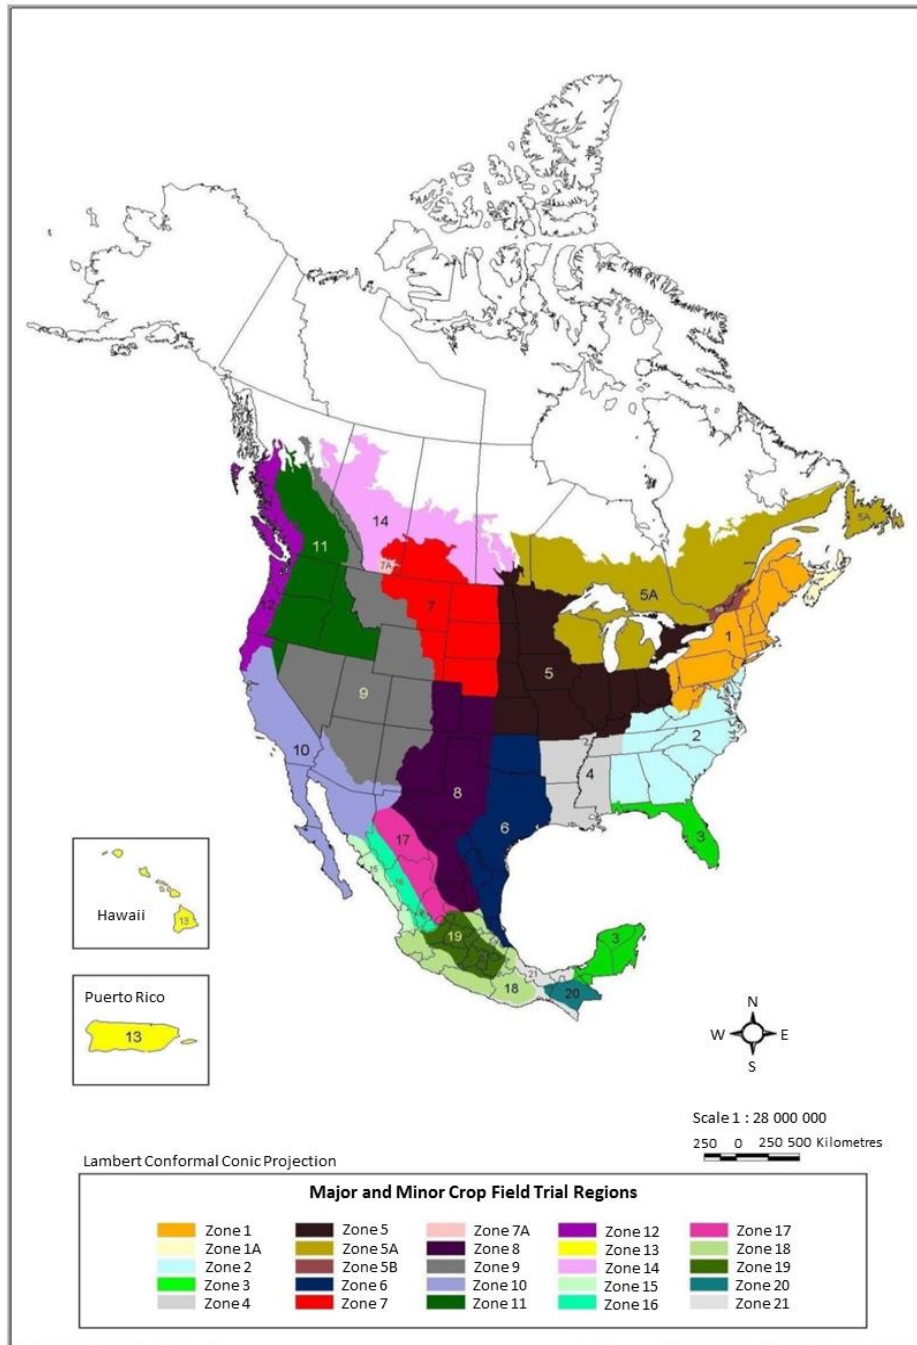 14
11
7A
5A
5A
1A
12
7
1
5
9
2
10
4
8
6
3
17
15
16
19
3
21
18
20
Hawaii
13
Puerto Rico
13
N
W E
S
Scale 1 : 28 000 000
250 0 250 500 Kilometres
Lambert Conformal Conic Projection
Major and Minor Crop Field Trial Regions
Zone 1 Zone 5 Zone 7A Zone 12 Zone 17
Zone 1A Zone 5A Zone 8 Zone 13 Zone 18
Zone 2 Zone 5B Zone 9 Zone 14 Zone 19
Zone 3 Zone 6 Zone 10 Zone 15 Zone 20
Zone 4 Zone 7 Zone 11 Zone 16 Zone 21